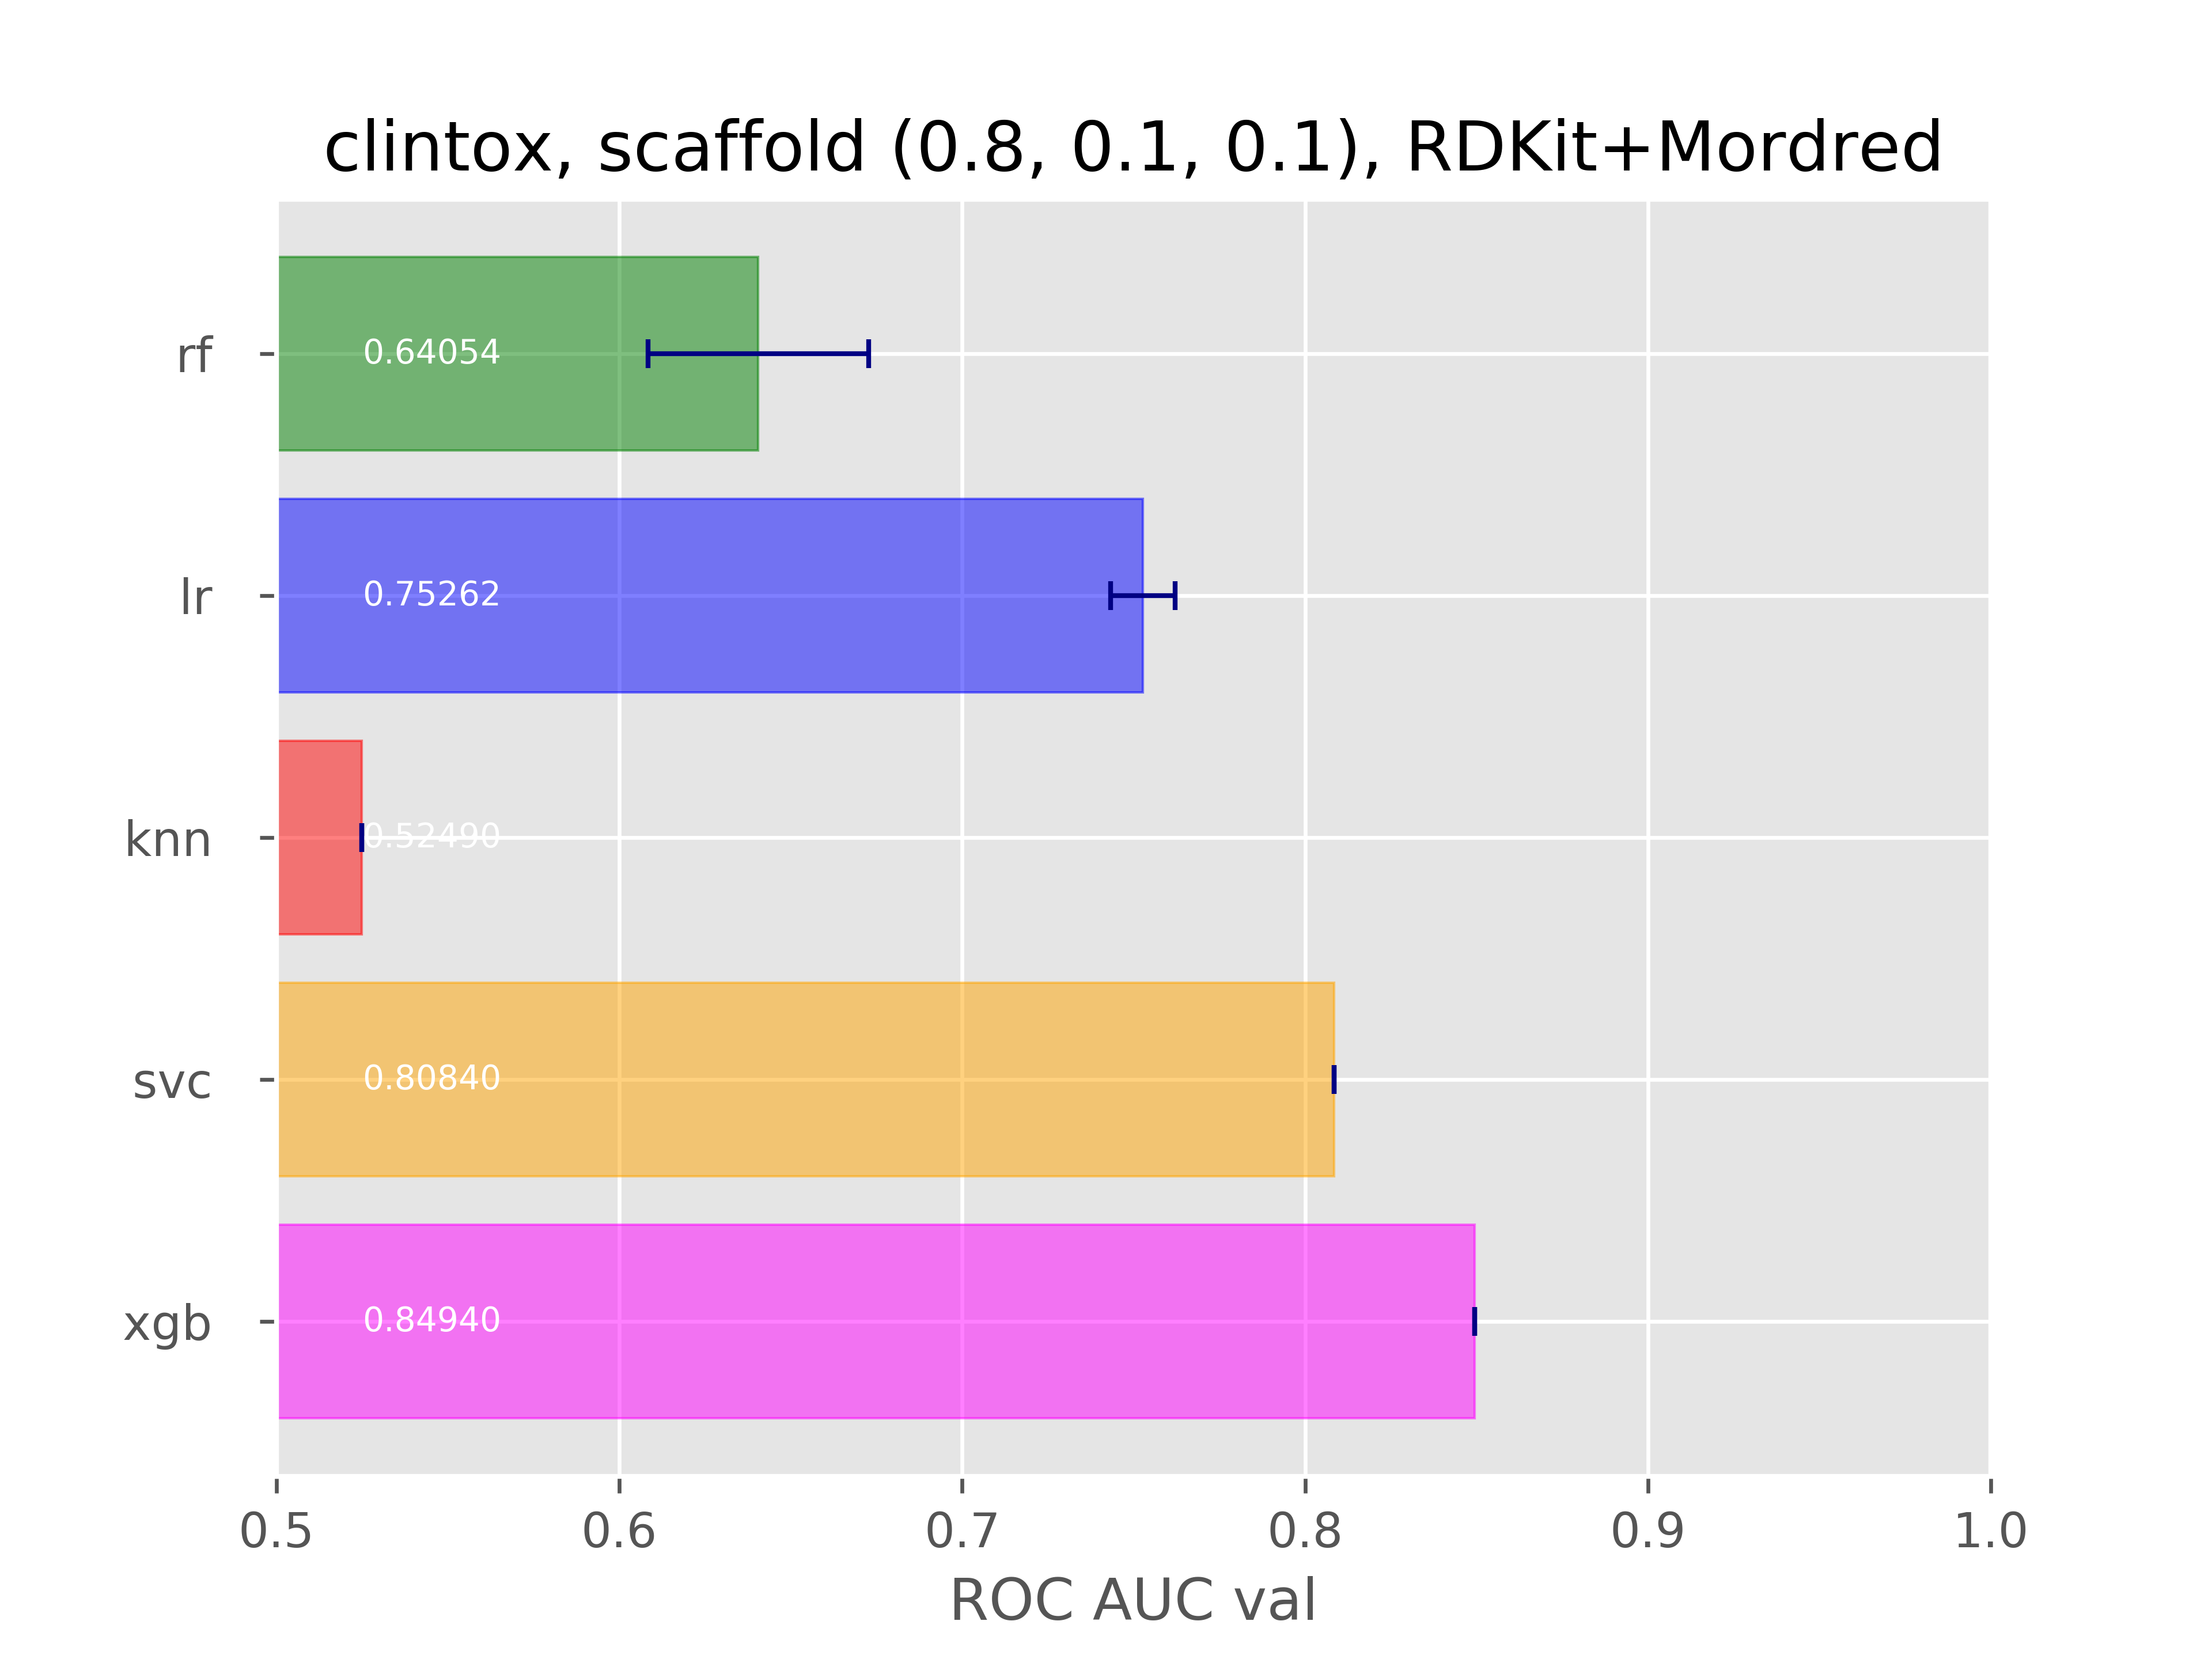 clintox, scaffold (0.8, 0.1, 0.1), RDKit+Mordred
rf
0.64054
lr
0.75262
knn
0.52490
svc
0.80840
xgb
0.84940
0.5 0.6 0.7 0.8 0.9 1.0
ROC AUC val